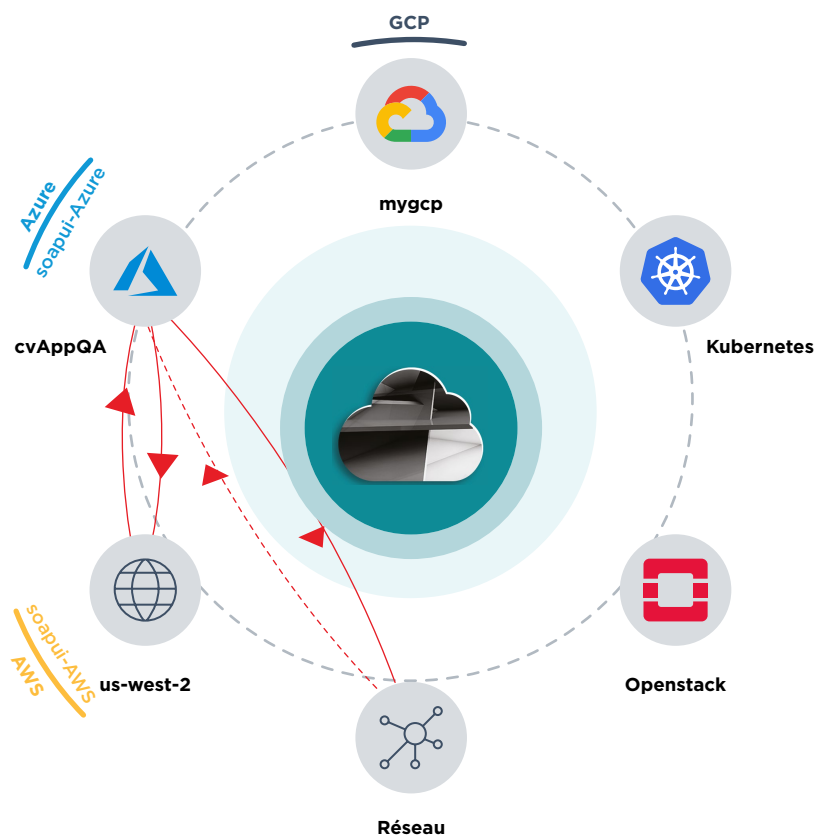 GCP
mygcp
Azure
soapui-Azure
cvAppQA
Kubernetes
soapui-AWS
AWS
us-west-2
Openstack
Réseau